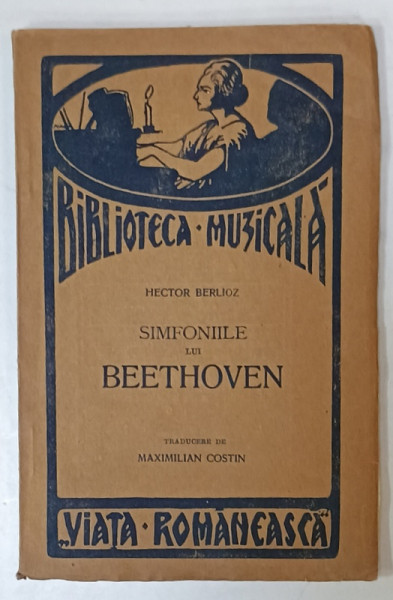 BIBLIOTECA · MUZICALĂ
HECTOR BERLIOZ
SIMFONIILE
LUI
BEETHOVEN
TRADUCERE DE
MAXIMILIAN COSTIN
„VIAȚA · ROMÂNEASCĂ”